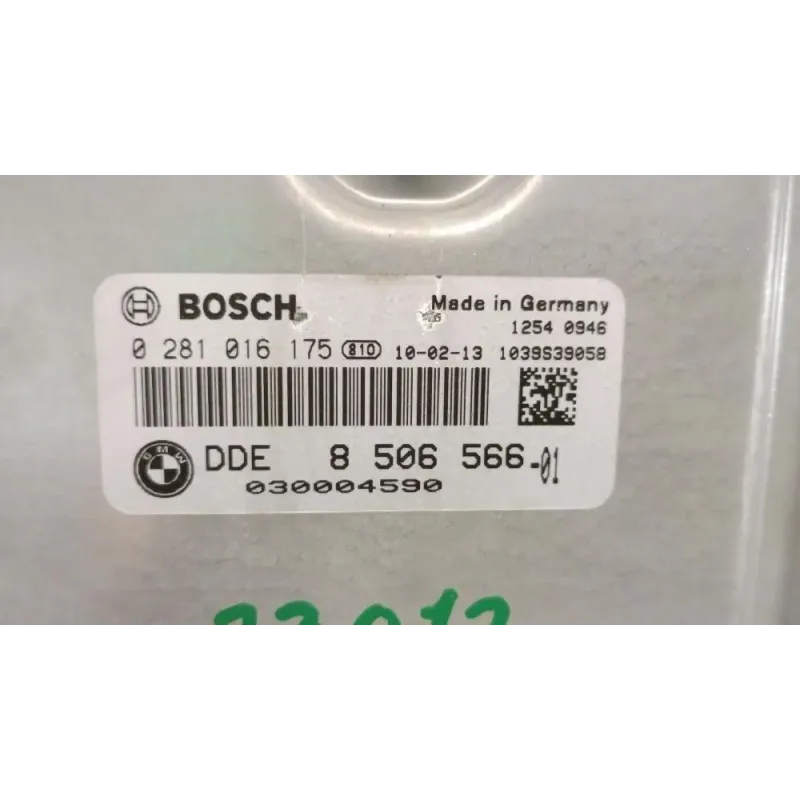 BOSCH
Made in Germany
1254 0946
0 281 016 175 810 10-02-13 1039S39058
BMW DDE 8 506 566-01
030004590